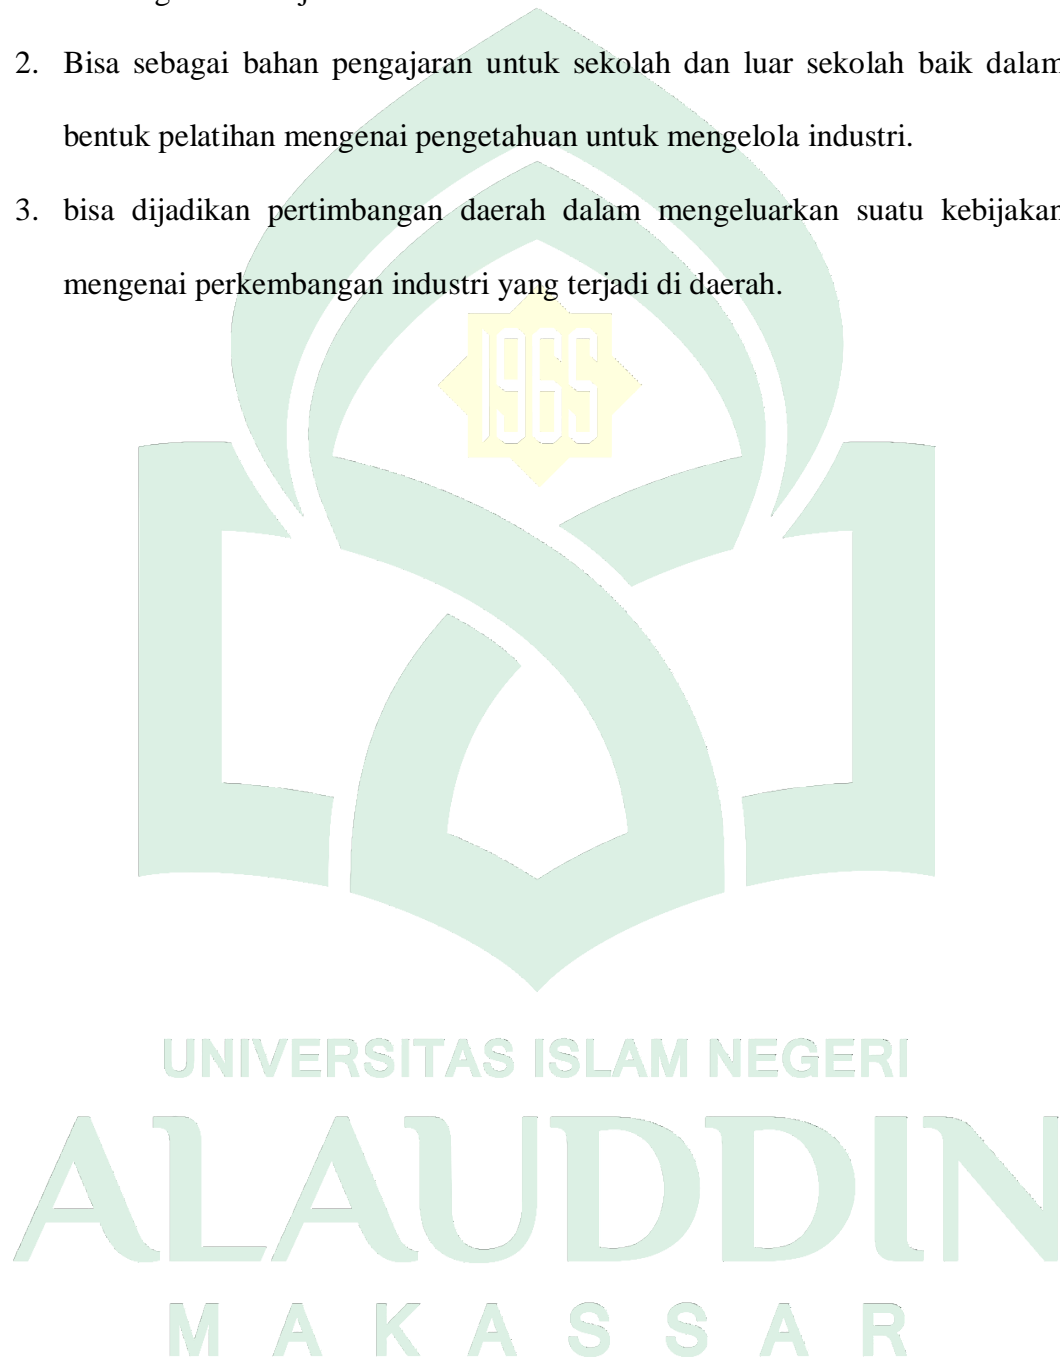 2. Bisa sebagai bahan pengajaran untuk sekolah dan luar sekolah baik dalam
bentuk pelatihan mengenai pengetahuan untuk mengelola industri.
3. bisa dijadikan pertimbangan daerah dalam mengeluarkan suatu kebijakan
mengenai perkembangan industri yang terjadi di daerah.
1965
UNIVERSITAS ISLAM NEGERI
ALAUDDIN
MAKASSAR